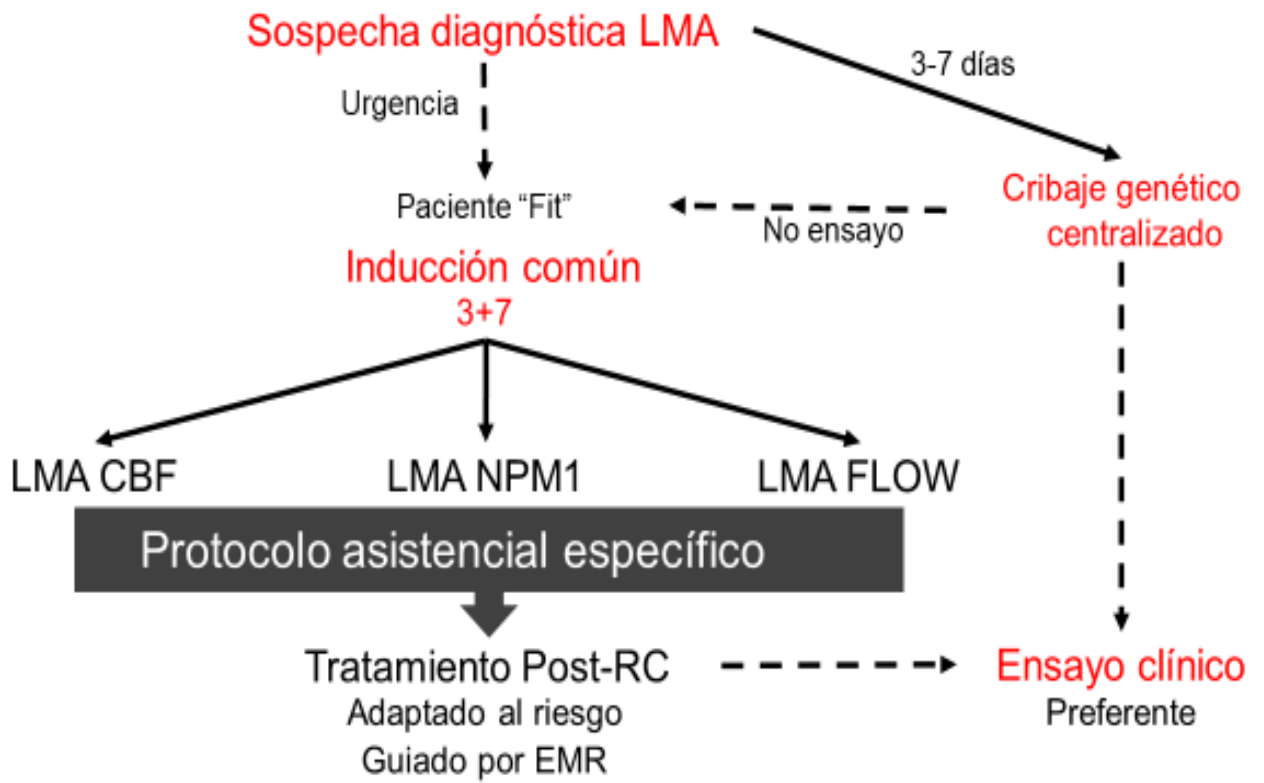 Sospecha diagnóstica LMA
3-7 días
Urgencia
Paciente “Fit”
No ensayo
Cribaje genético
centralizado
Inducción común
3+7
LMA CBF
LMA NPM1
LMA FLOW
Protocolo asistencial específico
Tratamiento Post-RC
Adaptado al riesgo
Guiado por EMR
Ensayo clínico
Preferente